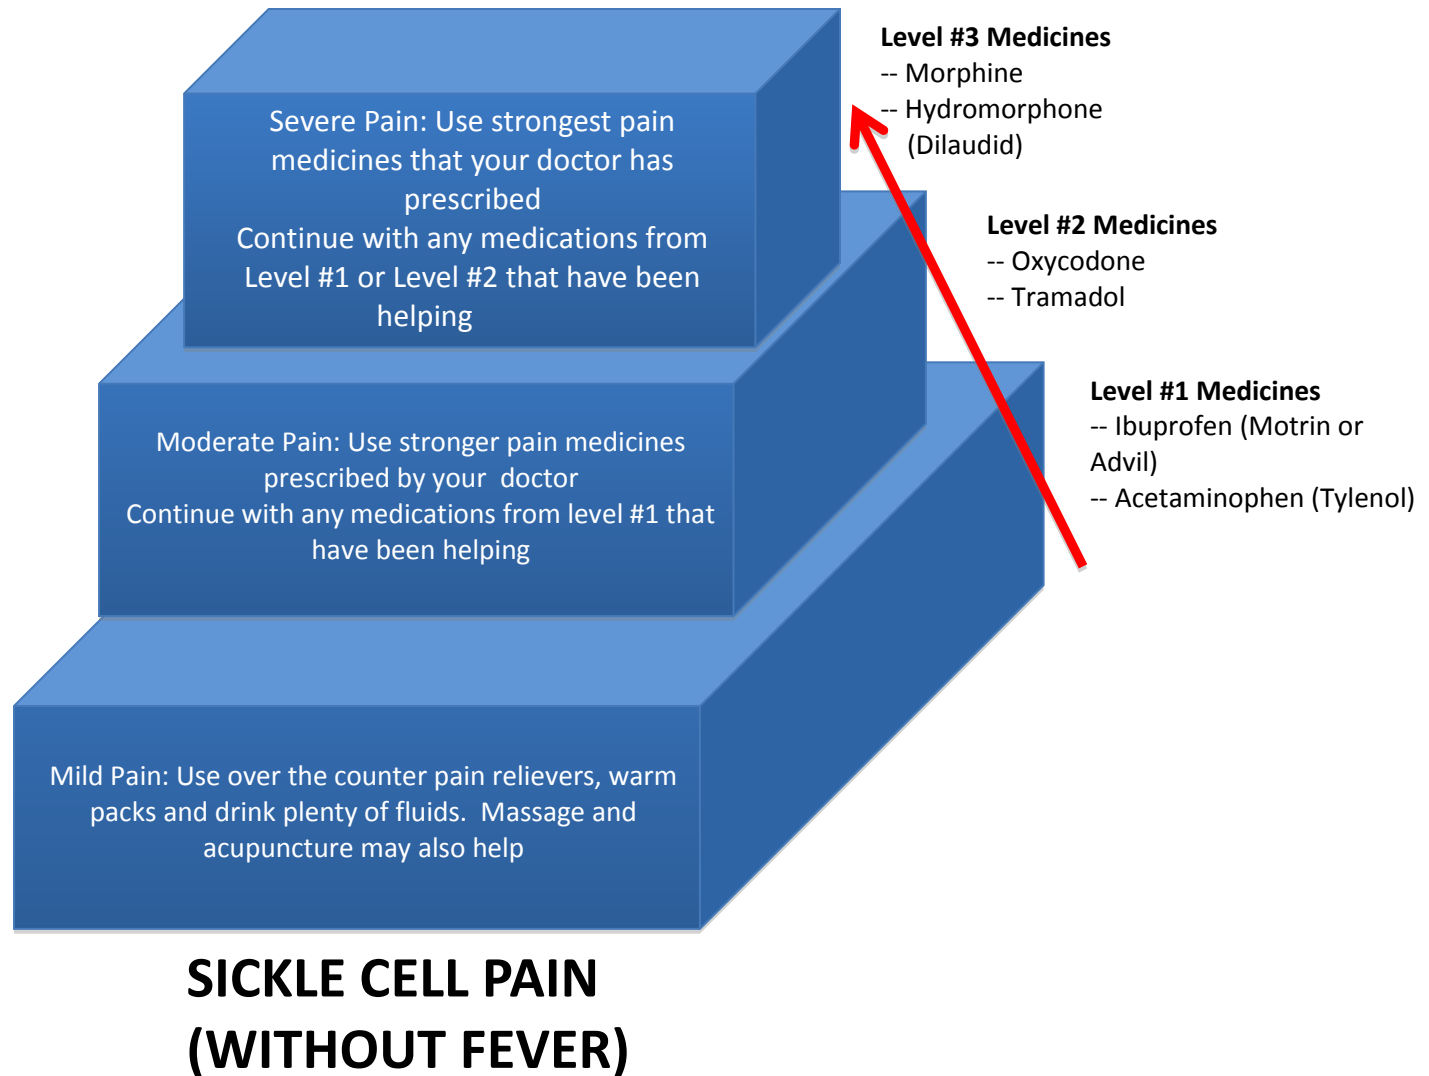 Level #3 Medicines
-- Morphine
-- Hydromorphone
(Dilaudid)
Severe Pain: Use strongest pain
medicines that your doctor has
prescribed
Continue with any medications from
Level #1 or Level #2 that have been
helping
Level #2 Medicines
-- Oxycodone
-- Tramadol
Moderate Pain: Use stronger pain medicines
prescribed by your  doctor
Continue with any medications from level #1 that
have been helping
Level #1 Medicines
-- Ibuprofen (Motrin or
Advil)
-- Acetaminophen (Tylenol)
Mild Pain: Use over the counter pain relievers, warm
packs and drink plenty of fluids.  Massage and
acupuncture may also help
SICKLE CELL PAIN
(WITHOUT FEVER)